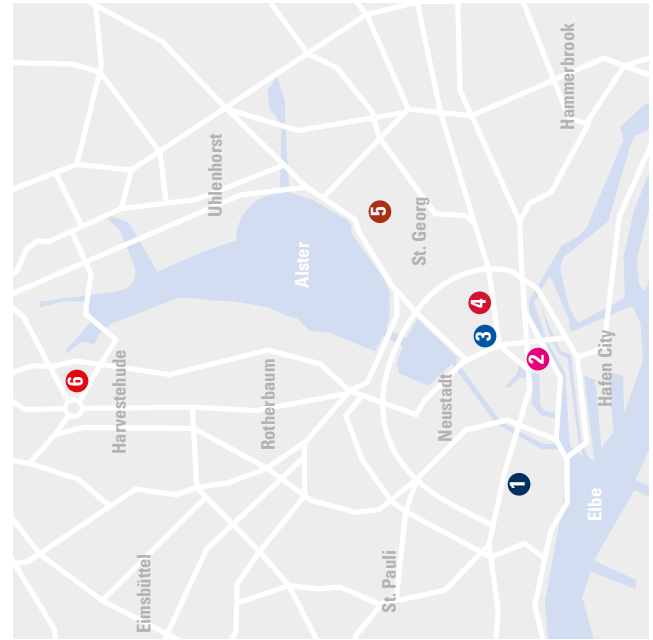 Hammerbrook
Uhlenhorst
5
St. Georg
Alster
4
3
2
Hafen City
6
Harvestehude
Rotherbaum
Neustadt
1
Elbe
Eimsbüttel
St. Pauli